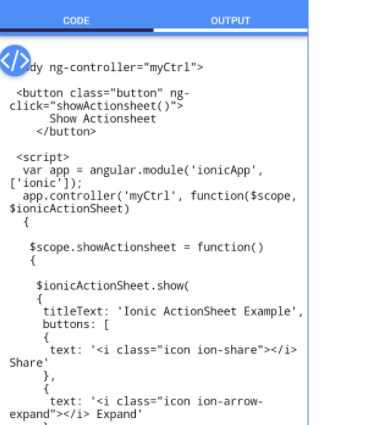 CODE OUTPUT
</>
dy ng-controller="myCtrl">
<button class="button" ng-
click="showActionsheet()">
Show Actionsheet
</button>
<script>
var app = angular.module('ionicApp',
['ionic']);
app.controller('myCtrl', function($scope,
$ionicActionSheet)
{
$scope.showActionsheet = function()
{
$ionicActionSheet.show(
{
titleText: 'Ionic ActionSheet Example',
buttons: [
{
text: '<i class="icon ion-share"></i>
Share'
},
{
text: '<i class="icon ion-arrow-
expand"></i> Expand'